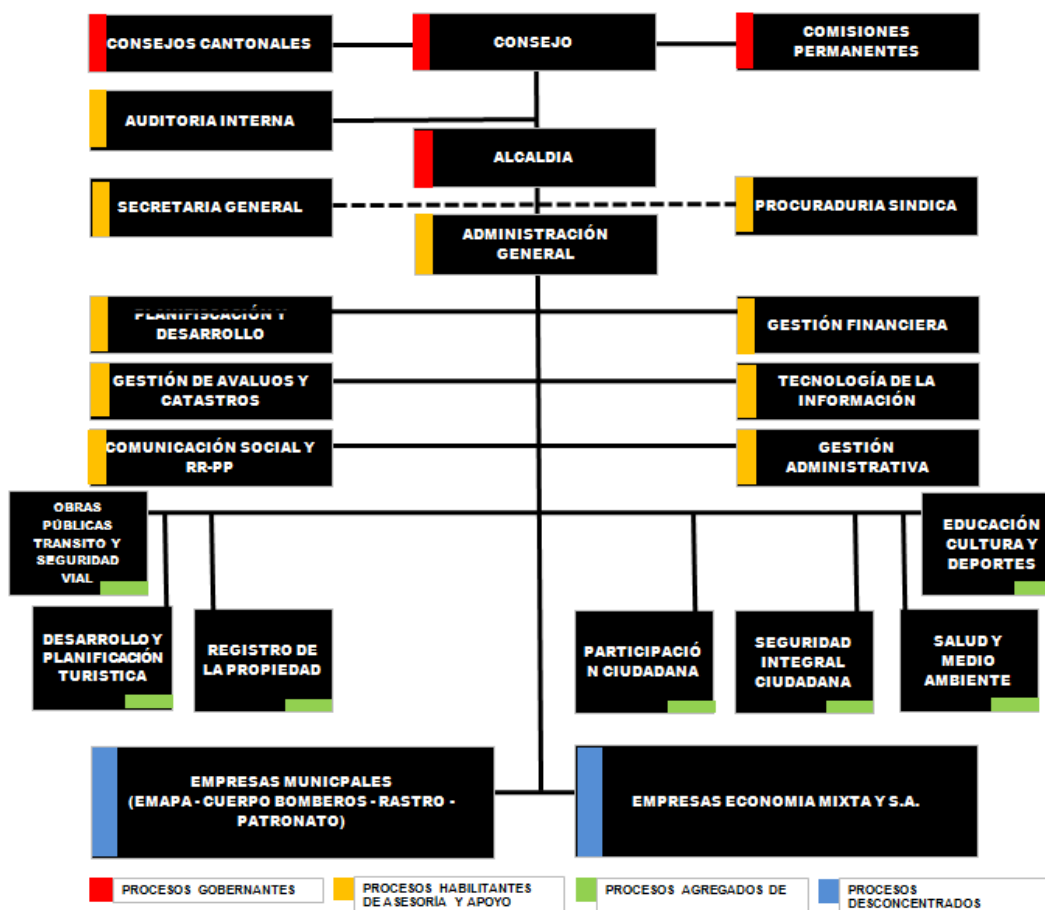 CONSEJOS CANTONALES
CONSEJO
COMISIONES
PERMANENTES
AUDITORIA INTERNA
ALCALDIA
SECRETARIA GENERAL
PROCURADURIA SINDICA
ADMINISTRACIÓN
GENERAL
PLANIFISCACIÓN Y
DESARROLLO
GESTIÓN FINANCIERA
GESTIÓN DE AVALUOS Y
CATASTROS
TECNOLOGÍA DE LA
INFORMACIÓN
COMUNICACIÓN SOCIAL Y
RR-PP
GESTIÓN
ADMINISTRATIVA
OBRAS
PÚBLICAS
TRANSITO Y
SEGURIDAD
VIAL
EDUCACIÓN
CULTURA Y
DEPORTES
DESARROLLO Y
PLANIFICACIÓN
TURISTICA
REGISTRO DE
LA PROPIEDAD
PARTICIPACIÓ
N CIUDADANA
SEGURIDAD
INTEGRAL
CIUDADANA
SALUD Y
MEDIO
AMBIENTE
EMPRESAS MUNICPALES
(EMAPA - CUERPO BOMBEROS - RASTRO -
PATRONATO)
EMPRESAS ECONOMIA MIXTA Y S.A.
PROCESOS GOBERNANTES
PROCESOS HABILITANTES
DE ASESORÍA Y APOYO
PROCESOS AGREGADOS DE
PROCESOS
DESCONCENTRADOS